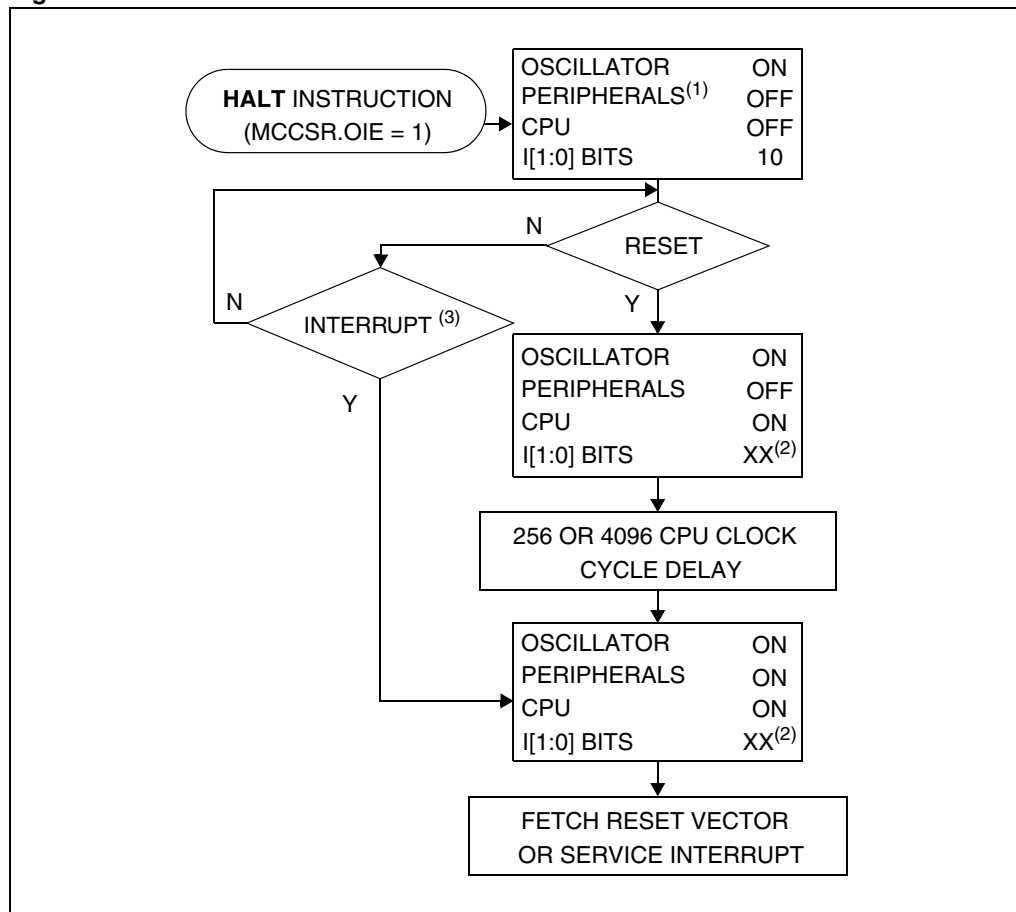 HALT INSTRUCTION
(MCCSR.OIE = 1)
OSCILLATOR ON
PERIPHERALS(1) OFF
CPU OFF
I[1:0] BITS 10
N
RESET
N
INTERRUPT (3)
Y
Y
OSCILLATOR ON
PERIPHERALS OFF
CPU ON
I[1:0] BITS XX(2)
256 OR 4096 CPU CLOCK
CYCLE DELAY
OSCILLATOR ON
PERIPHERALS ON
CPU ON
I[1:0] BITS XX(2)
FETCH RESET VECTOR
OR SERVICE INTERRUPT